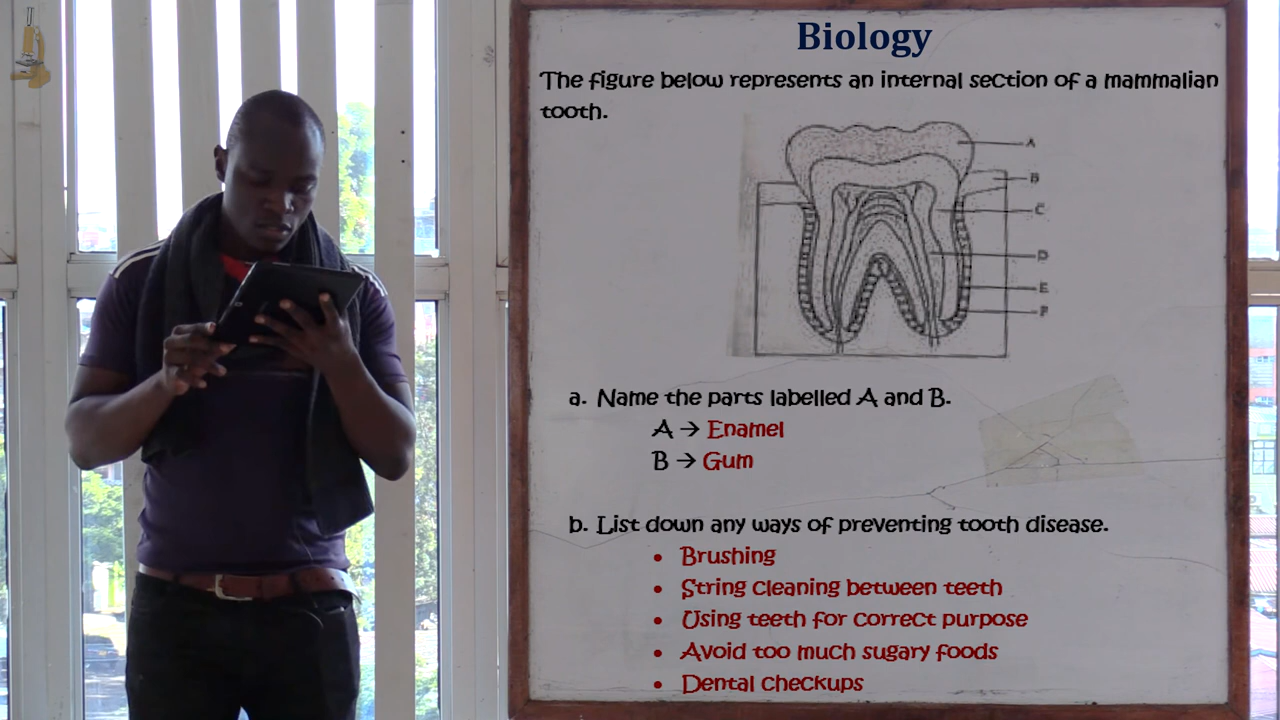 Biology
The figure below represents an internal section of a mammalian
tooth.
A
B
C
D
E
F
a. Name the parts labelled A and B.
A → Enamel
B → Gum
b. List down any ways of preventing tooth disease.
• Brushing
• String cleaning between teeth
• Using teeth for correct purpose
• Avoid too much sugary foods
• Dental checkups